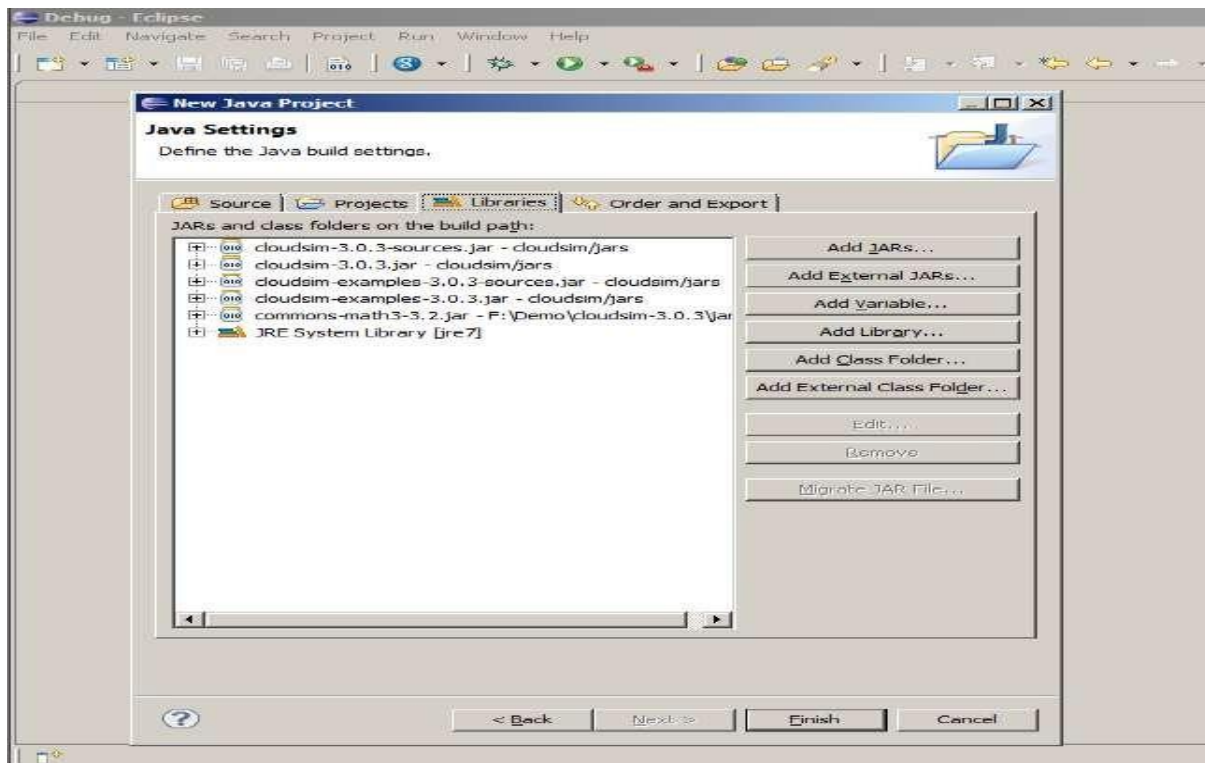 Debug - Eclipse
File Edit Navigate Search Project Run Window Help
New Java Project
Java Settings
Define the Java build settings.
Source Projects Libraries Order and Export
JARs and class folders on the build path:
cloudsim-3.0.3-sources.jar - cloudsim/jars
cloudsim-3.0.3.jar - cloudsim/jars
cloudsim-examples-3.0.3-sources.jar - cloudsim/jars
cloudsim-examples-3.0.3.jar - cloudsim/jars
commons-math3-3.2.jar - F:\Demo\cloudsim-3.0.3\jar
JRE System Library [jre7]
Add JARs...
Add External JARs...
Add Variable...
Add Library...
Add Class Folder...
Add External Class Folder...
Edit...
Remove
Migrate JAR File...
< Back Next > Finish Cancel